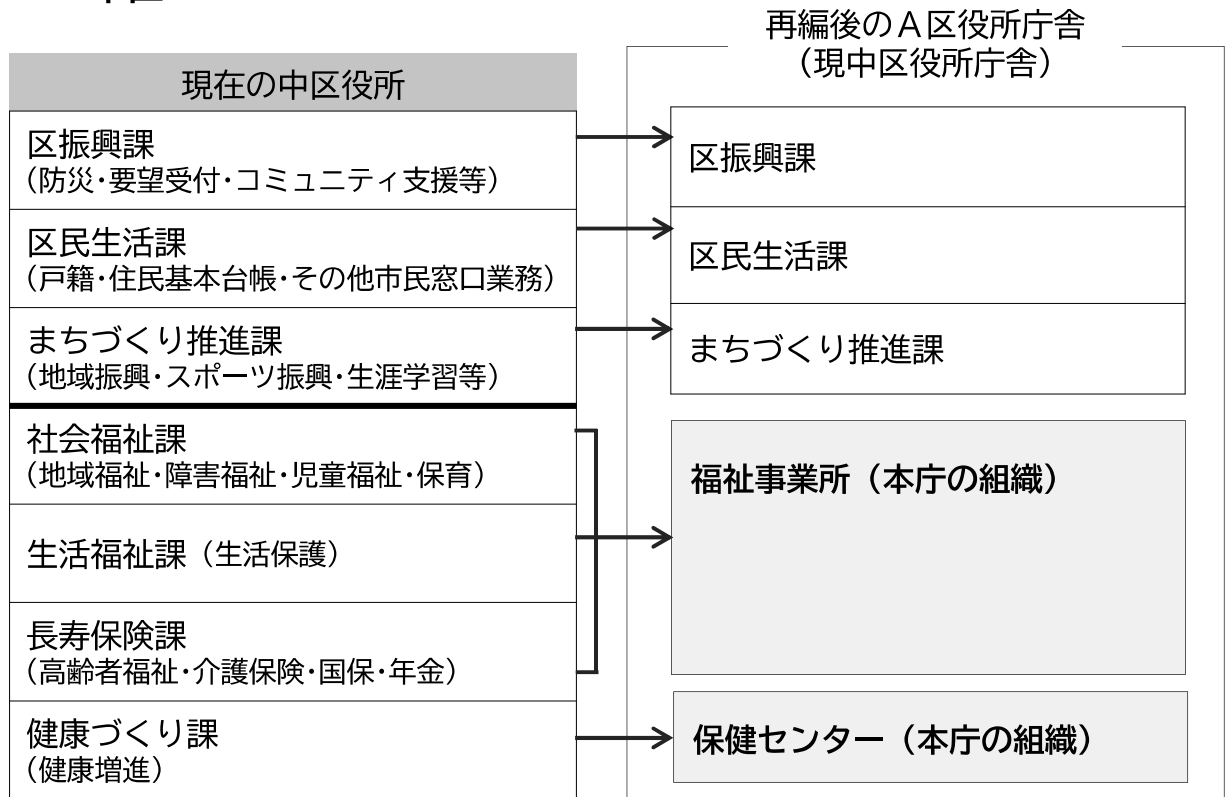 再編後のA区役所庁舎
（現中区役所庁舎）
現在の中区役所
区振興課
（防災･要望受付･コミュニティ支援等）
区民生活課
（戸籍･住民基本台帳･その他市民窓口業務）
まちづくり推進課
（地域振興･スポーツ振興･生涯学習等）
社会福祉課
（地域福祉･障害福祉･児童福祉･保育）
生活福祉課（生活保護）
長寿保険課
（高齢者福祉･介護保険･国保･年金）
健康づくり課
（健康増進）
区振興課
区民生活課
まちづくり推進課
福祉事業所（本庁の組織）
保健センター（本庁の組織）